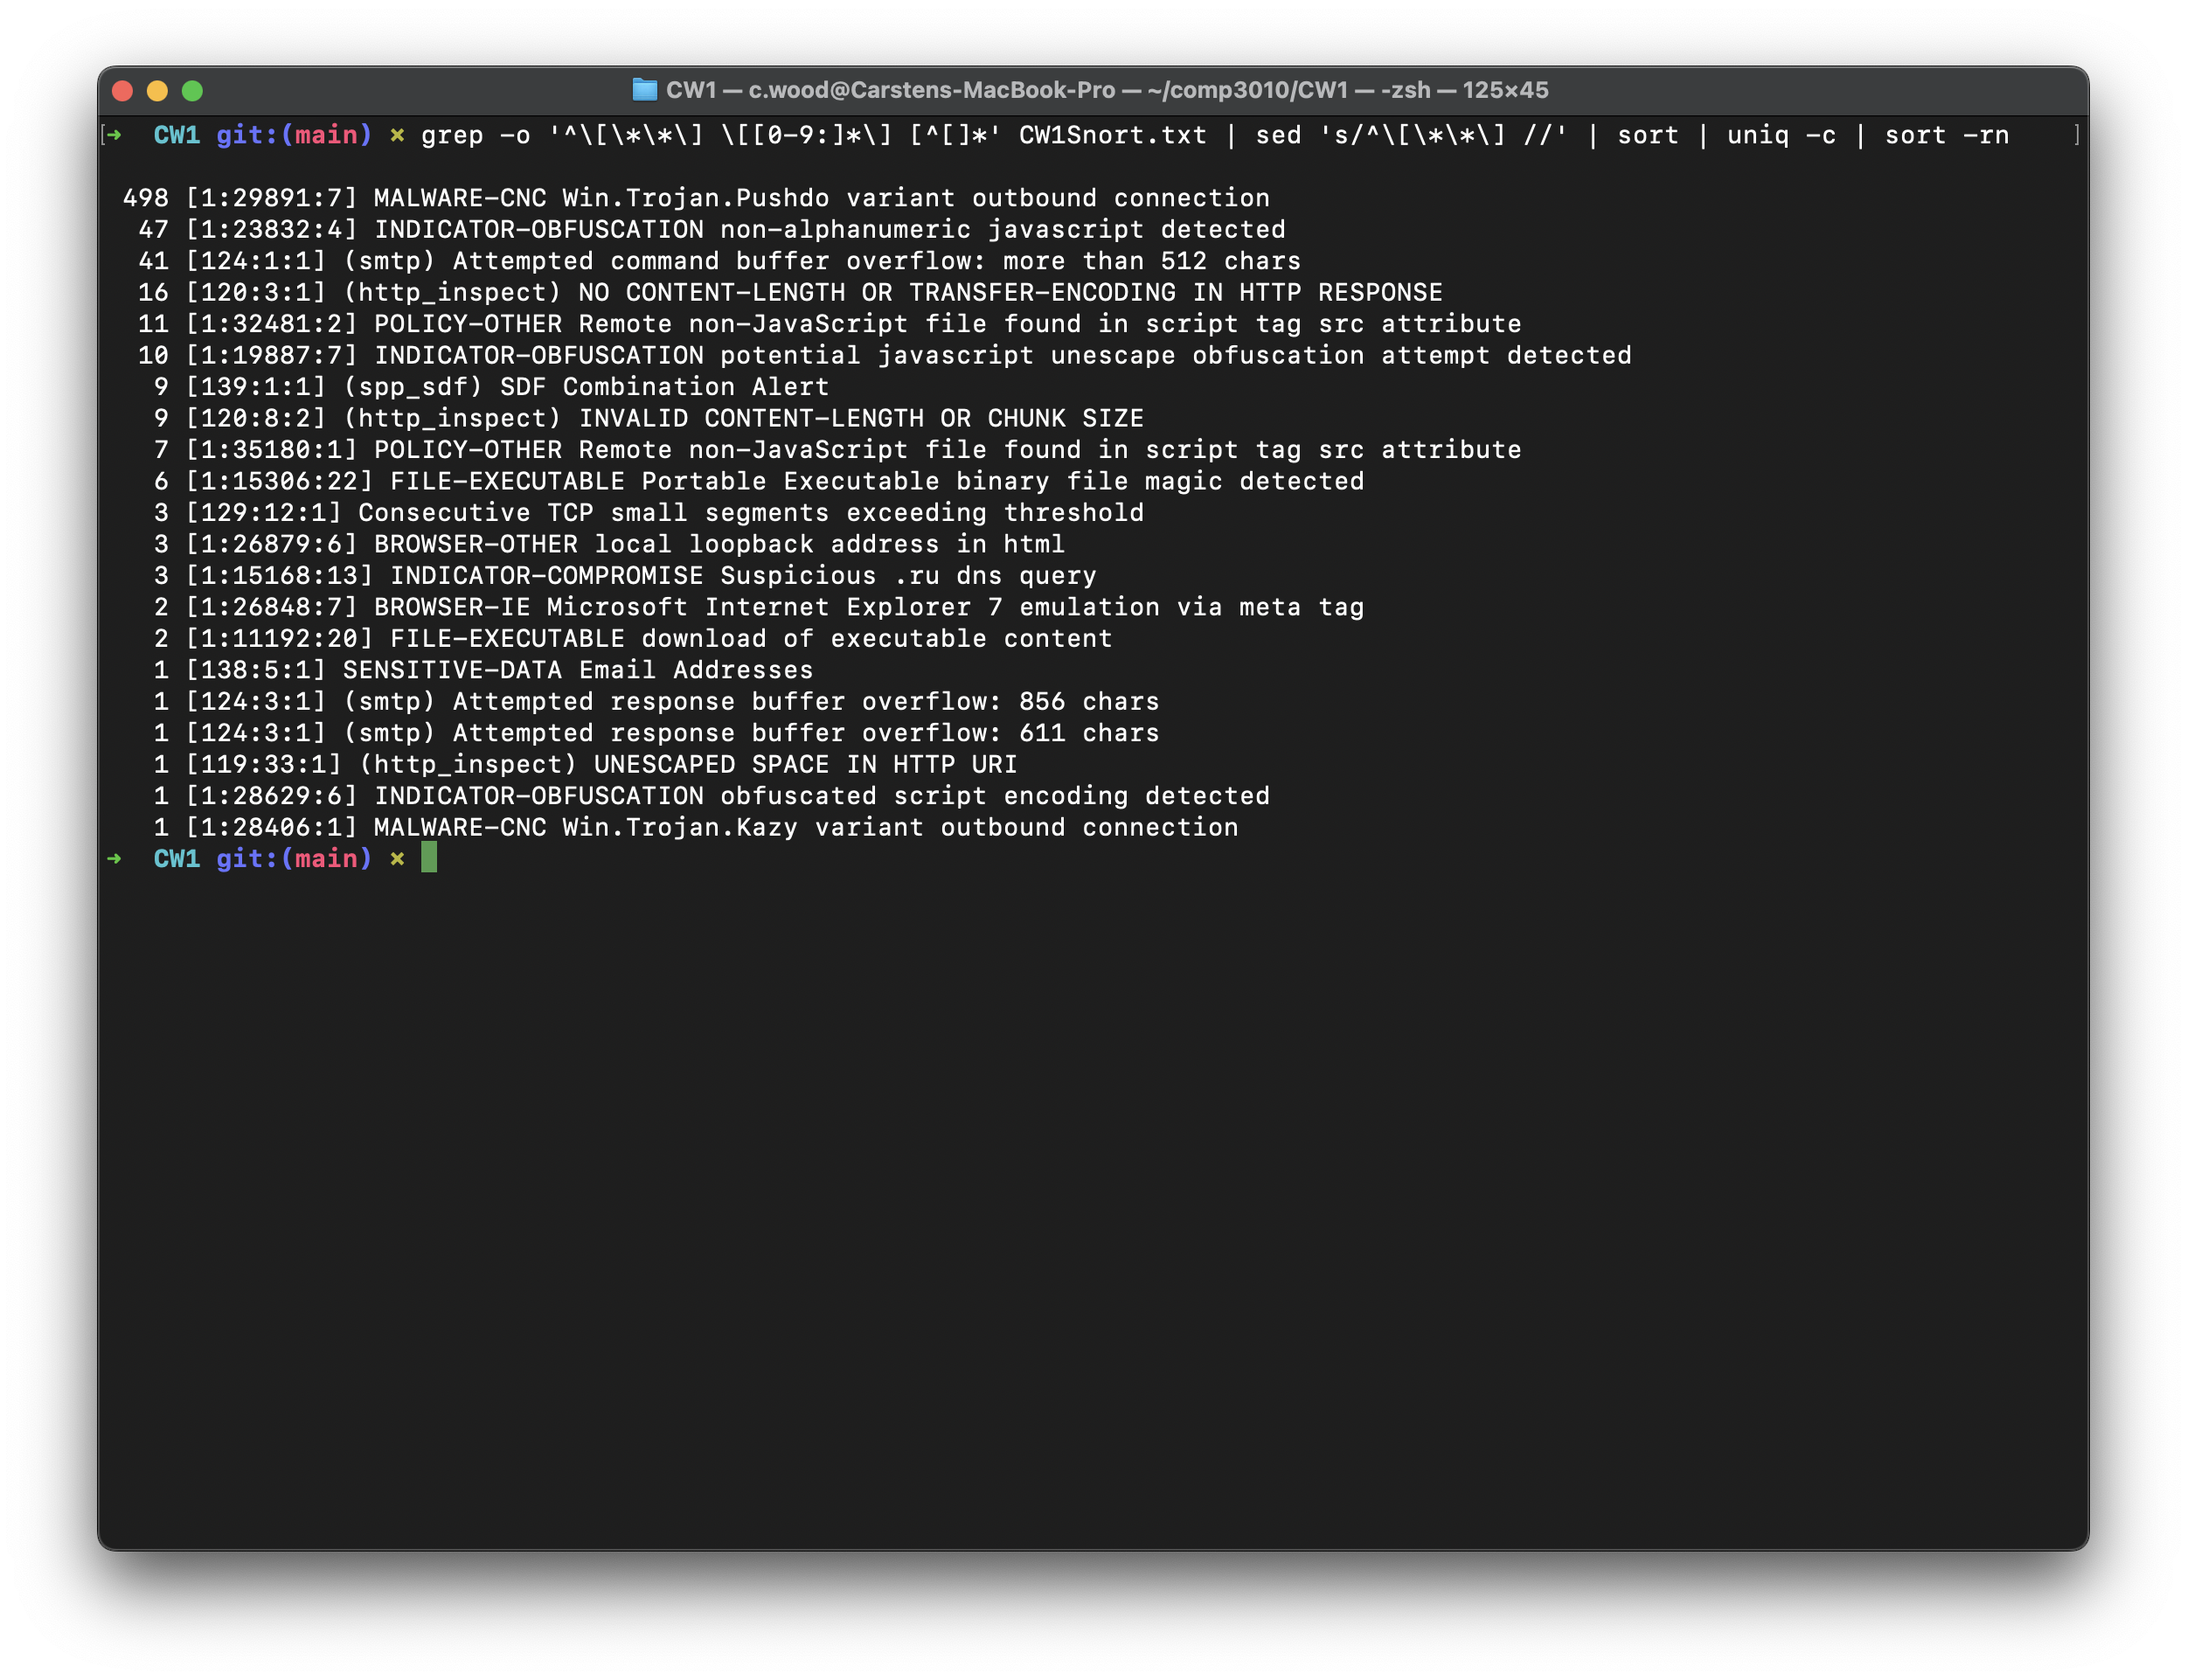 CW1 — c.wood@Carstens-MacBook-Pro — ~/comp3010/CW1 — -zsh — 125×45
[➜  CW1 git:(main) × grep -o '^\[\*\*\] \[[0-9:]*\] [^[]*' CW1Snort.txt | sed 's/^\[\*\*\] //' | sort | uniq -c | sort -rn    ]
498 [1:29891:7] MALWARE-CNC Win.Trojan.Pushdo variant outbound connection
47 [1:23832:4] INDICATOR-OBFUSCATION non-alphanumeric javascript detected
41 [124:1:1] (smtp) Attempted command buffer overflow: more than 512 chars
16 [120:3:1] (http_inspect) NO CONTENT-LENGTH OR TRANSFER-ENCODING IN HTTP RESPONSE
11 [1:32481:2] POLICY-OTHER Remote non-JavaScript file found in script tag src attribute
10 [1:19887:7] INDICATOR-OBFUSCATION potential javascript unescape obfuscation attempt detected
9 [139:1:1] (spp_sdf) SDF Combination Alert
9 [120:8:2] (http_inspect) INVALID CONTENT-LENGTH OR CHUNK SIZE
7 [1:35180:1] POLICY-OTHER Remote non-JavaScript file found in script tag src attribute
6 [1:15306:22] FILE-EXECUTABLE Portable Executable binary file magic detected
3 [129:12:1] Consecutive TCP small segments exceeding threshold
3 [1:26879:6] BROWSER-OTHER local loopback address in html
3 [1:15168:13] INDICATOR-COMPROMISE Suspicious .ru dns query
2 [1:26848:7] BROWSER-IE Microsoft Internet Explorer 7 emulation via meta tag
2 [1:11192:20] FILE-EXECUTABLE download of executable content
1 [138:5:1] SENSITIVE-DATA Email Addresses
1 [124:3:1] (smtp) Attempted response buffer overflow: 856 chars
1 [124:3:1] (smtp) Attempted response buffer overflow: 611 chars
1 [119:33:1] (http_inspect) UNESCAPED SPACE IN HTTP URI
1 [1:28629:6] INDICATOR-OBFUSCATION obfuscated script encoding detected
1 [1:28406:1] MALWARE-CNC Win.Trojan.Kazy variant outbound connection
➜  CW1 git:(main) ×